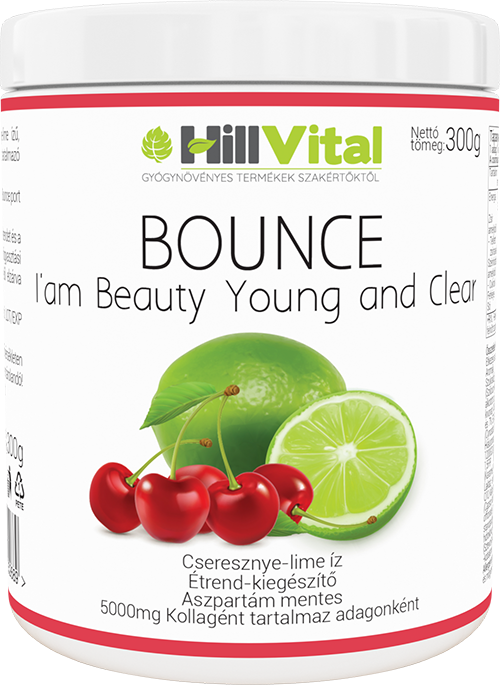 HillVital
GYÓGYNÖVÉNYES TERMÉKEK SZAKÉRTŐKTŐL
Nettó
tömeg: 300g
BOUNCE
I'am Beauty Young and Clear
Cseresznye-lime íz
Étrend-kiegészítő
Aszpartám mentes
5000mg Kollagént tartalmaz adagonként
300g
PETE